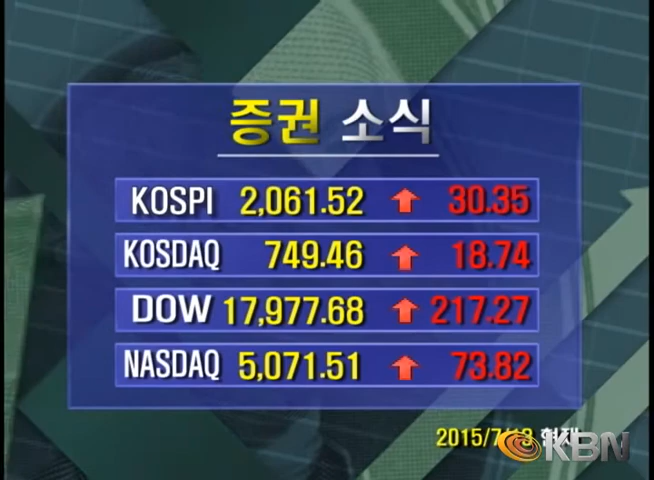 증권 소식
KOSPI 2,061.52 ↑ 30.35
KOSDAQ 749.46 ↑ 18.74
DOW 17,977.68 ↑ 217.27
NASDAQ 5,071.51 ↑ 73.82
KBN